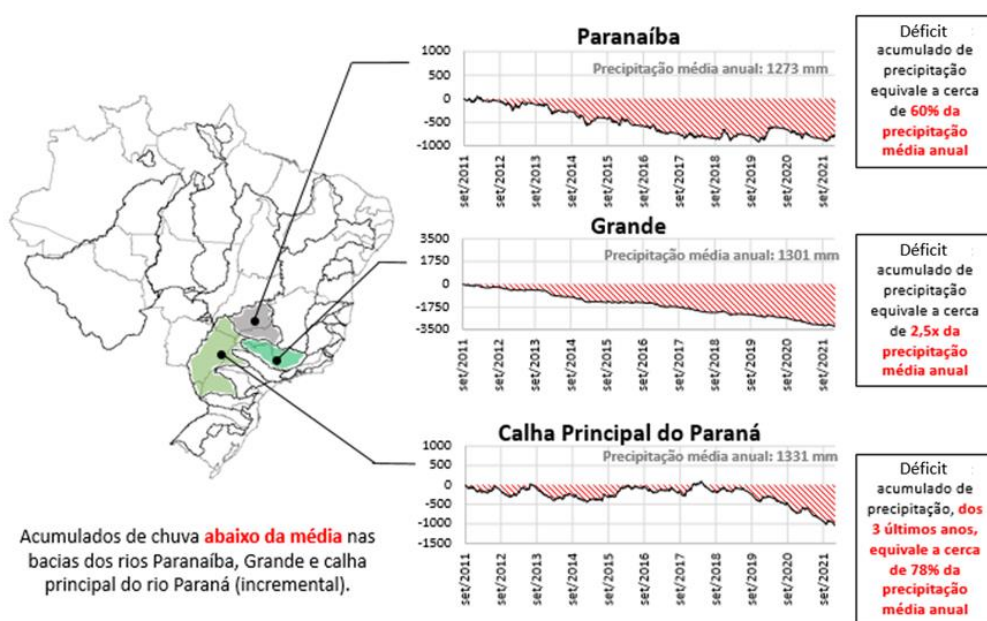 Paranaíba
Precipitação média anual: 1273 mm
1000
500
0
-500
-1000
set/2011
set/2012
set/2013
set/2014
set/2015
set/2016
set/2017
set/2018
set/2019
set/2020
set/2021
Déficit
acumulado de
precipitação
equivale a cerca
de 60% da
precipitação
média anual
Grande
Precipitação média anual: 1301 mm
3500
1750
0
-1750
-3500
set/2011
set/2012
set/2013
set/2014
set/2015
set/2016
set/2017
set/2018
set/2019
set/2020
set/2021
Déficit
acumulado de
precipitação
equivale a cerca
de 2,5x da
precipitação
média anual
Calha Principal do Paraná
Precipitação média anual: 1331 mm
1000
500
0
-500
-1000
-1500
set/2011
set/2012
set/2013
set/2014
set/2015
set/2016
set/2017
set/2018
set/2019
set/2020
set/2021
Déficit
acumulado de
precipitação, dos
3 últimos anos,
equivale a cerca
de 78% da
precipitação
média anual
Acumulados de chuva abaixo da média nas
bacias dos rios Paranaíba, Grande e calha
principal do rio Paraná (incremental).